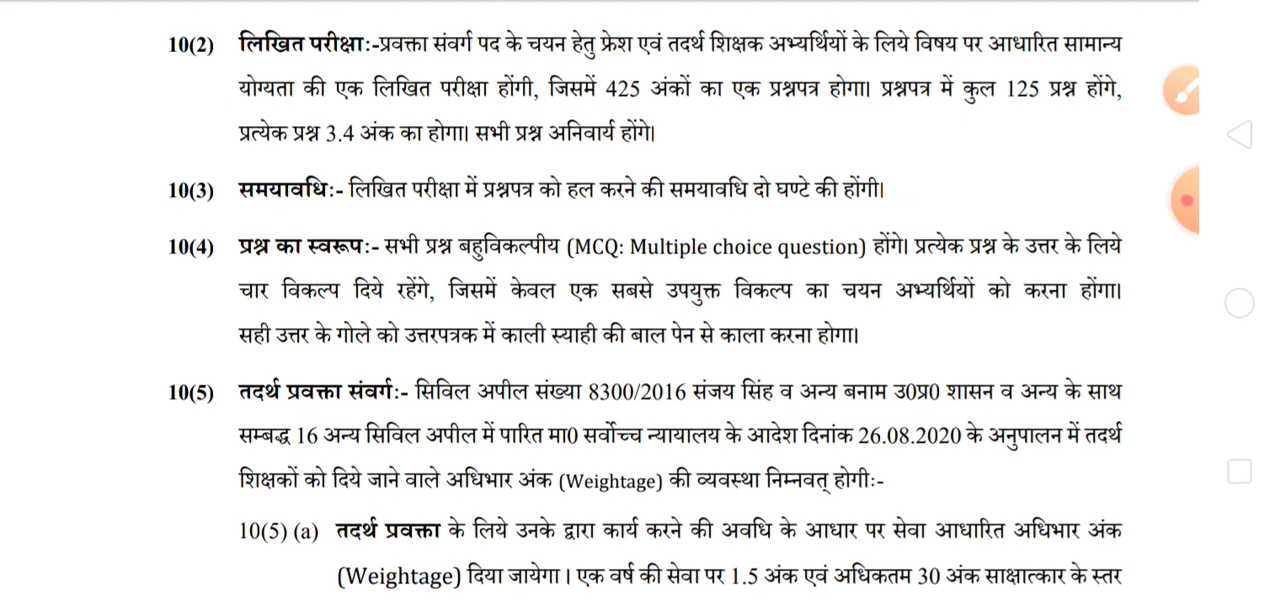 10(2) लिखित परीक्षा:-प्रवक्ता संवर्ग पद के चयन हेतु फ्रेश एवं तदर्थ शिक्षक अभ्यर्थियों के लिये विषय पर आधारित सामान्य
योग्यता की एक लिखित परीक्षा होंगी, जिसमें 425 अंकों का एक प्रश्नपत्र होगा। प्रश्नपत्र में कुल 125 प्रश्न होंगे,
प्रत्येक प्रश्न 3.4 अंक का होगा। सभी प्रश्न अनिवार्य होंगे।
10(3) समयावधि:- लिखित परीक्षा में प्रश्नपत्र को हल करने की समयावधि दो घण्टे की होंगी।
10(4) प्रश्न का स्वरूप:- सभी प्रश्न बहुविकल्पीय (MCQ: Multiple choice question) होंगे। प्रत्येक प्रश्न के उत्तर के लिये
चार विकल्प दिये रहेंगे, जिसमें केवल एक सबसे उपयुक्त विकल्प का चयन अभ्यर्थियों को करना होंगा।
सही उत्तर के गोले को उत्तरपत्रक में काली स्याही की बाल पेन से काला करना होगा।
10(5) तदर्थ प्रवक्ता संवर्ग:- सिविल अपील संख्या 8300/2016 संजय सिंह व अन्य बनाम उ0प्र0 शासन व अन्य के साथ
सम्बद्ध 16 अन्य सिविल अपील में पारित मा0 सर्वोच्च न्यायालय के आदेश दिनांक 26.08.2020 के अनुपालन में तदर्थ
शिक्षकों को दिये जाने वाले अधिभार अंक (Weightage) की व्यवस्था निम्नवत् होगी:-
10(5) (a) तदर्थ प्रवक्ता के लिये उनके द्वारा कार्य करने की अवधि के आधार पर सेवा आधारित अधिभार अंक
(Weightage) दिया जायेगा। एक वर्ष की सेवा पर 1.5 अंक एवं अधिकतम 30 अंक साक्षात्कार के स्तर